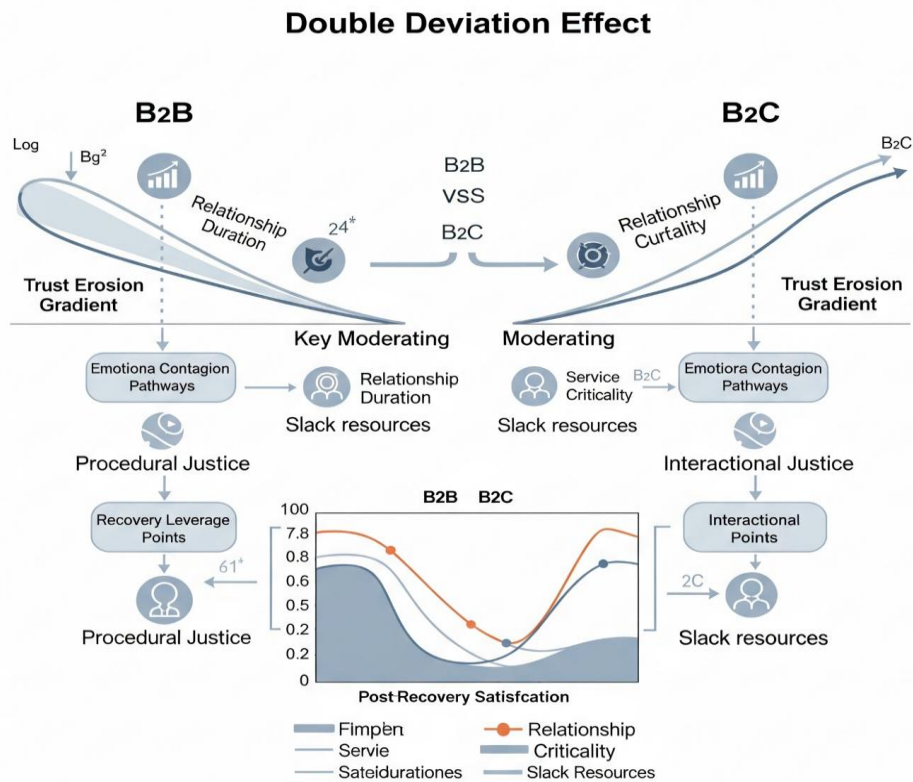 Double Deviation Effect
B2B
B2C
Log
Bg²
B2C
Relationship
Duration
24*
B2B
VSS
B2C
Relationship
Curfality
Trust Erosion
Gradient
Trust Erosion
Gradient
Key Moderating
Moderating
Emotiona Contagion
Pathways
Relationship
Duration
Slack resources
Service
Criticality
B2C
Slack resources
Emotiora Contagion
Pathways
Procedural Justice
Interactional Justice
Recovery Leverage
Points
61*
Procedural Justice
B2B B2C
100
7.8
0.8
0.6
0.5
0.2
0.2
0
Post-Recovery Satisfcation
Interactional
Points
2C
Slack resources
Fimpen
Servie
Sateidurationes
Relationship
Criticality
Slack Resources